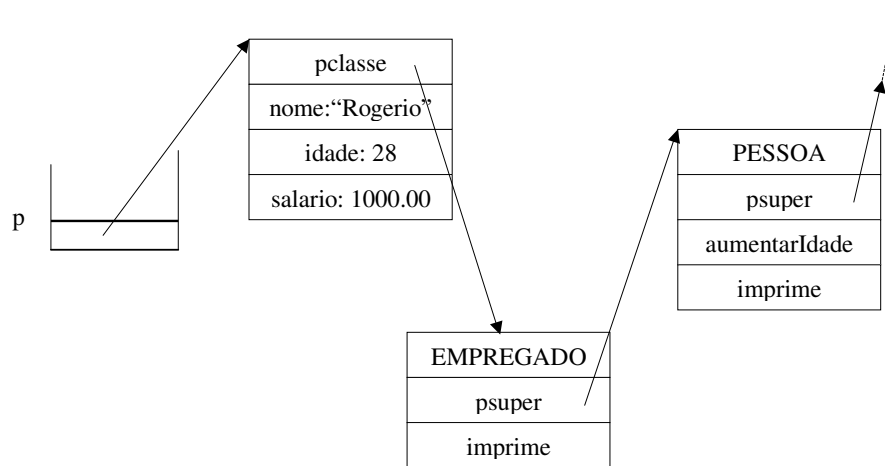 pclasse
nome:“Rogerio”
idade: 28
salario: 1000.00
p
PESSOA
psuper
aumentarIdade
imprime
EMPREGADO
psuper
imprime